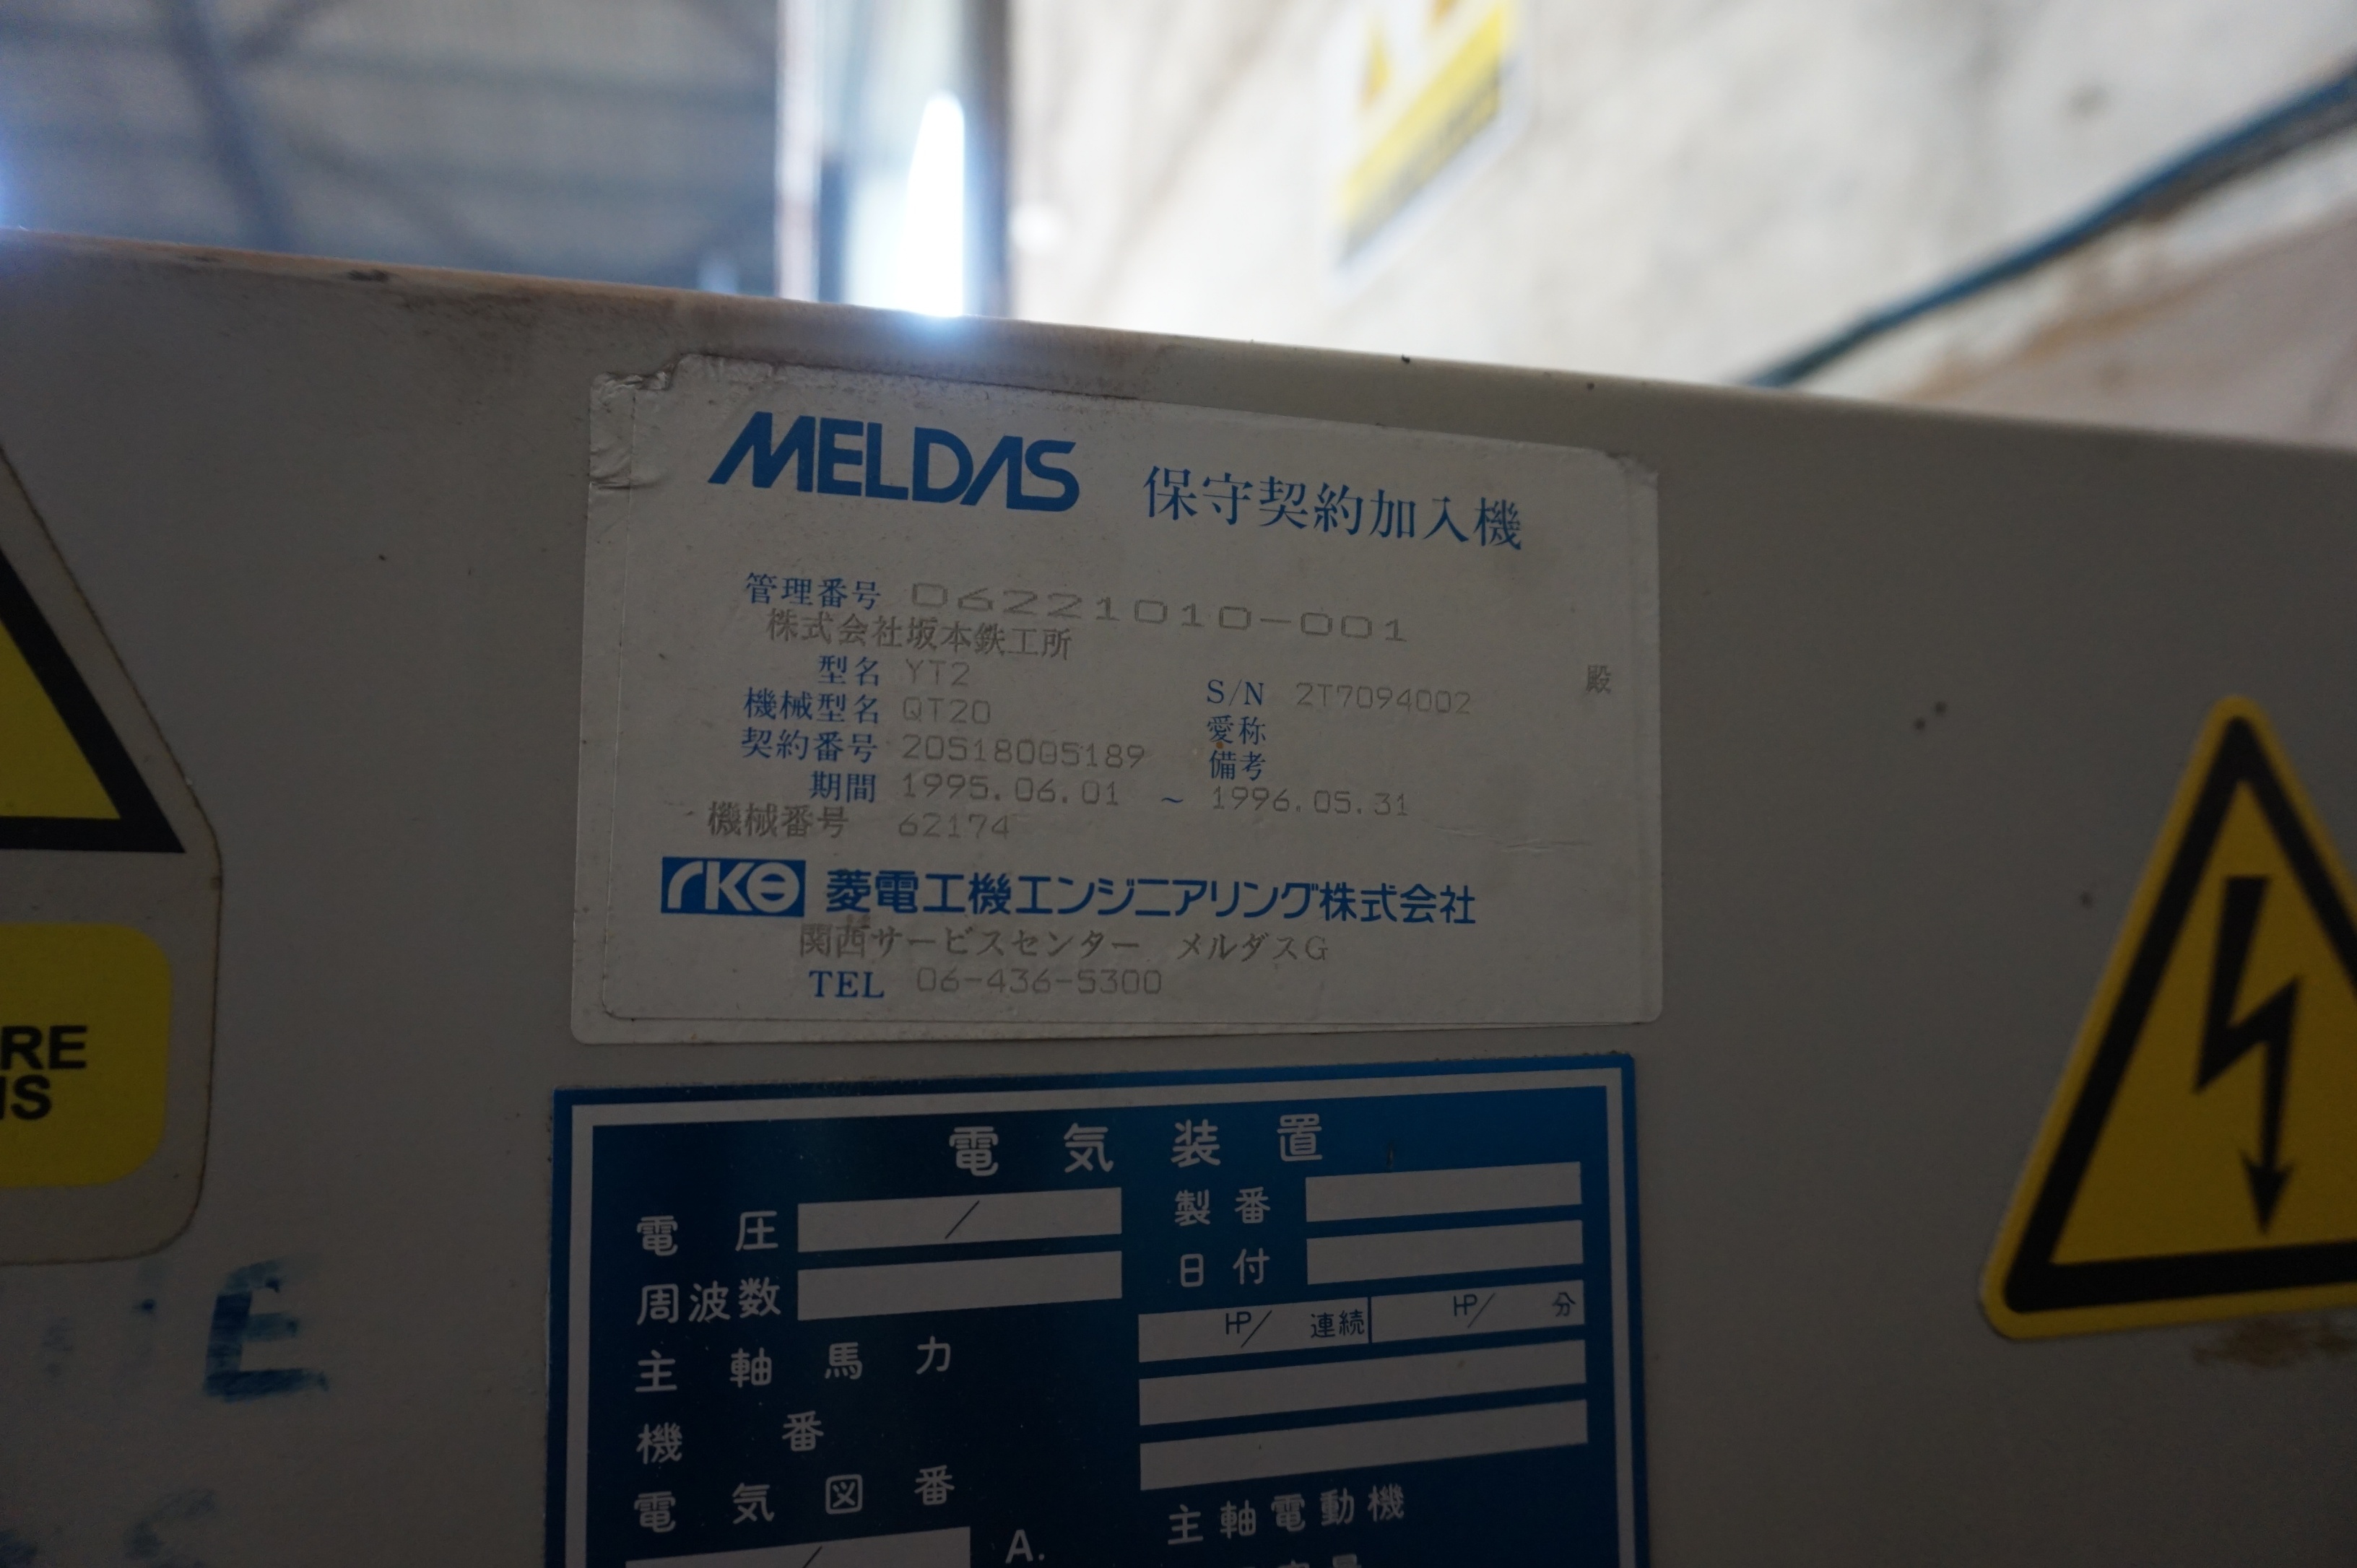 MELDAS 保守契約加入機
管理番号 06221010-001
株式会社坂本鉄工所 殿
型名 YT2 S/N 2T7094002
機械型名 QT20 愛称
契約番号 20S18005189 備考
期間 1995.06.01 ~ 1996.05.31
機械番号 62174
rKe 菱電工機エンジニアリング株式会社
関西サービスセンター メルダスG
TEL 06-436-5300
RE
NS
電気装置
電圧 / 製番
周波数 日付
主軸馬力 HP/ 連続 HP/ 分
機番
電気図番
/ A. 主軸電動機
E